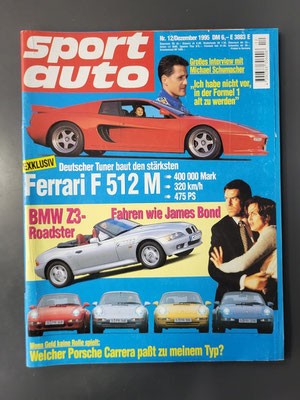 sport
auto
Nr. 12/Dezember 1995 DM 6,– E 3863 E
Großes Interview mit
Michael Schumacher
„Ich habe nicht vor,
in der Formel 1
alt zu werden"
EXKLUSIV
Deutscher Tuner baut den stärksten
Ferrari F 512 M
400 000 Mark
320 km/h
475 PS
BMW Z3-
Roadster
Fahren wie James Bond
Wenn Geld keine Rolle spielt:
Welcher Porsche Carrera paßt zu meinem Typ?